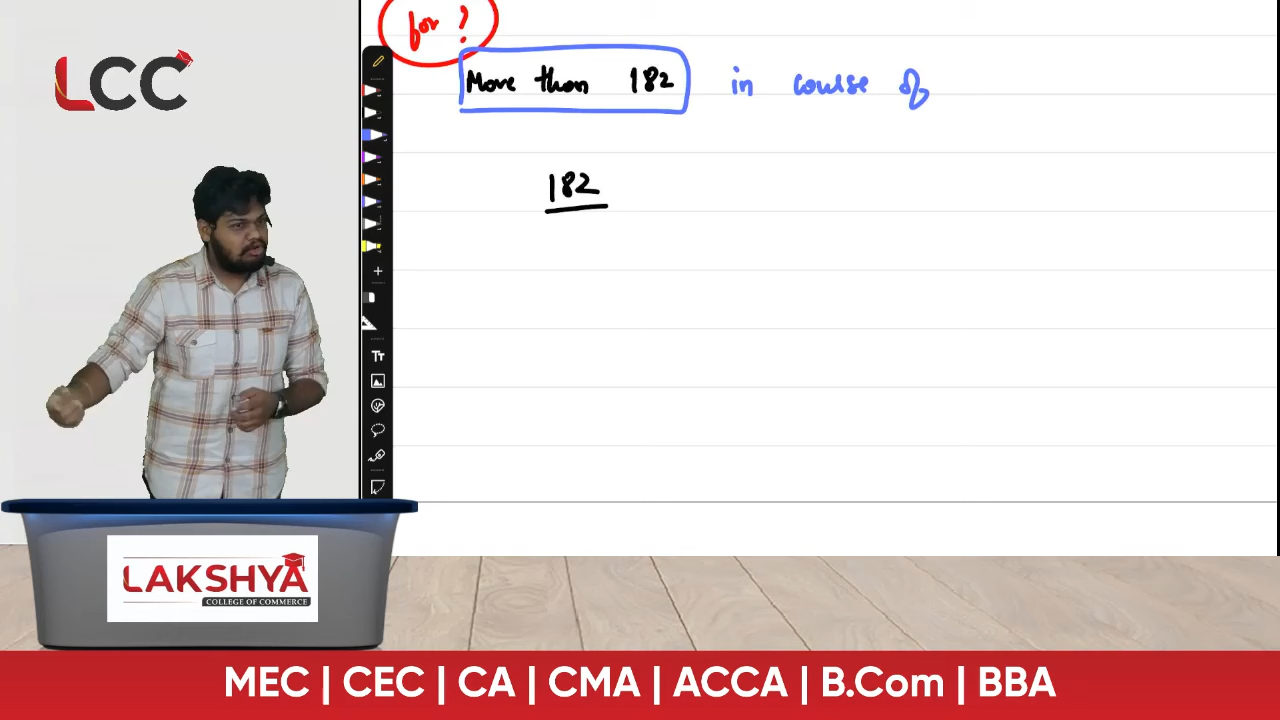 for ?
LCC
More than 182 in course of
182
TT
LAKSHYA
COLLEGE OF COMMERCE
MEC | CEC | CA | CMA | ACCA | B.Com | BBA